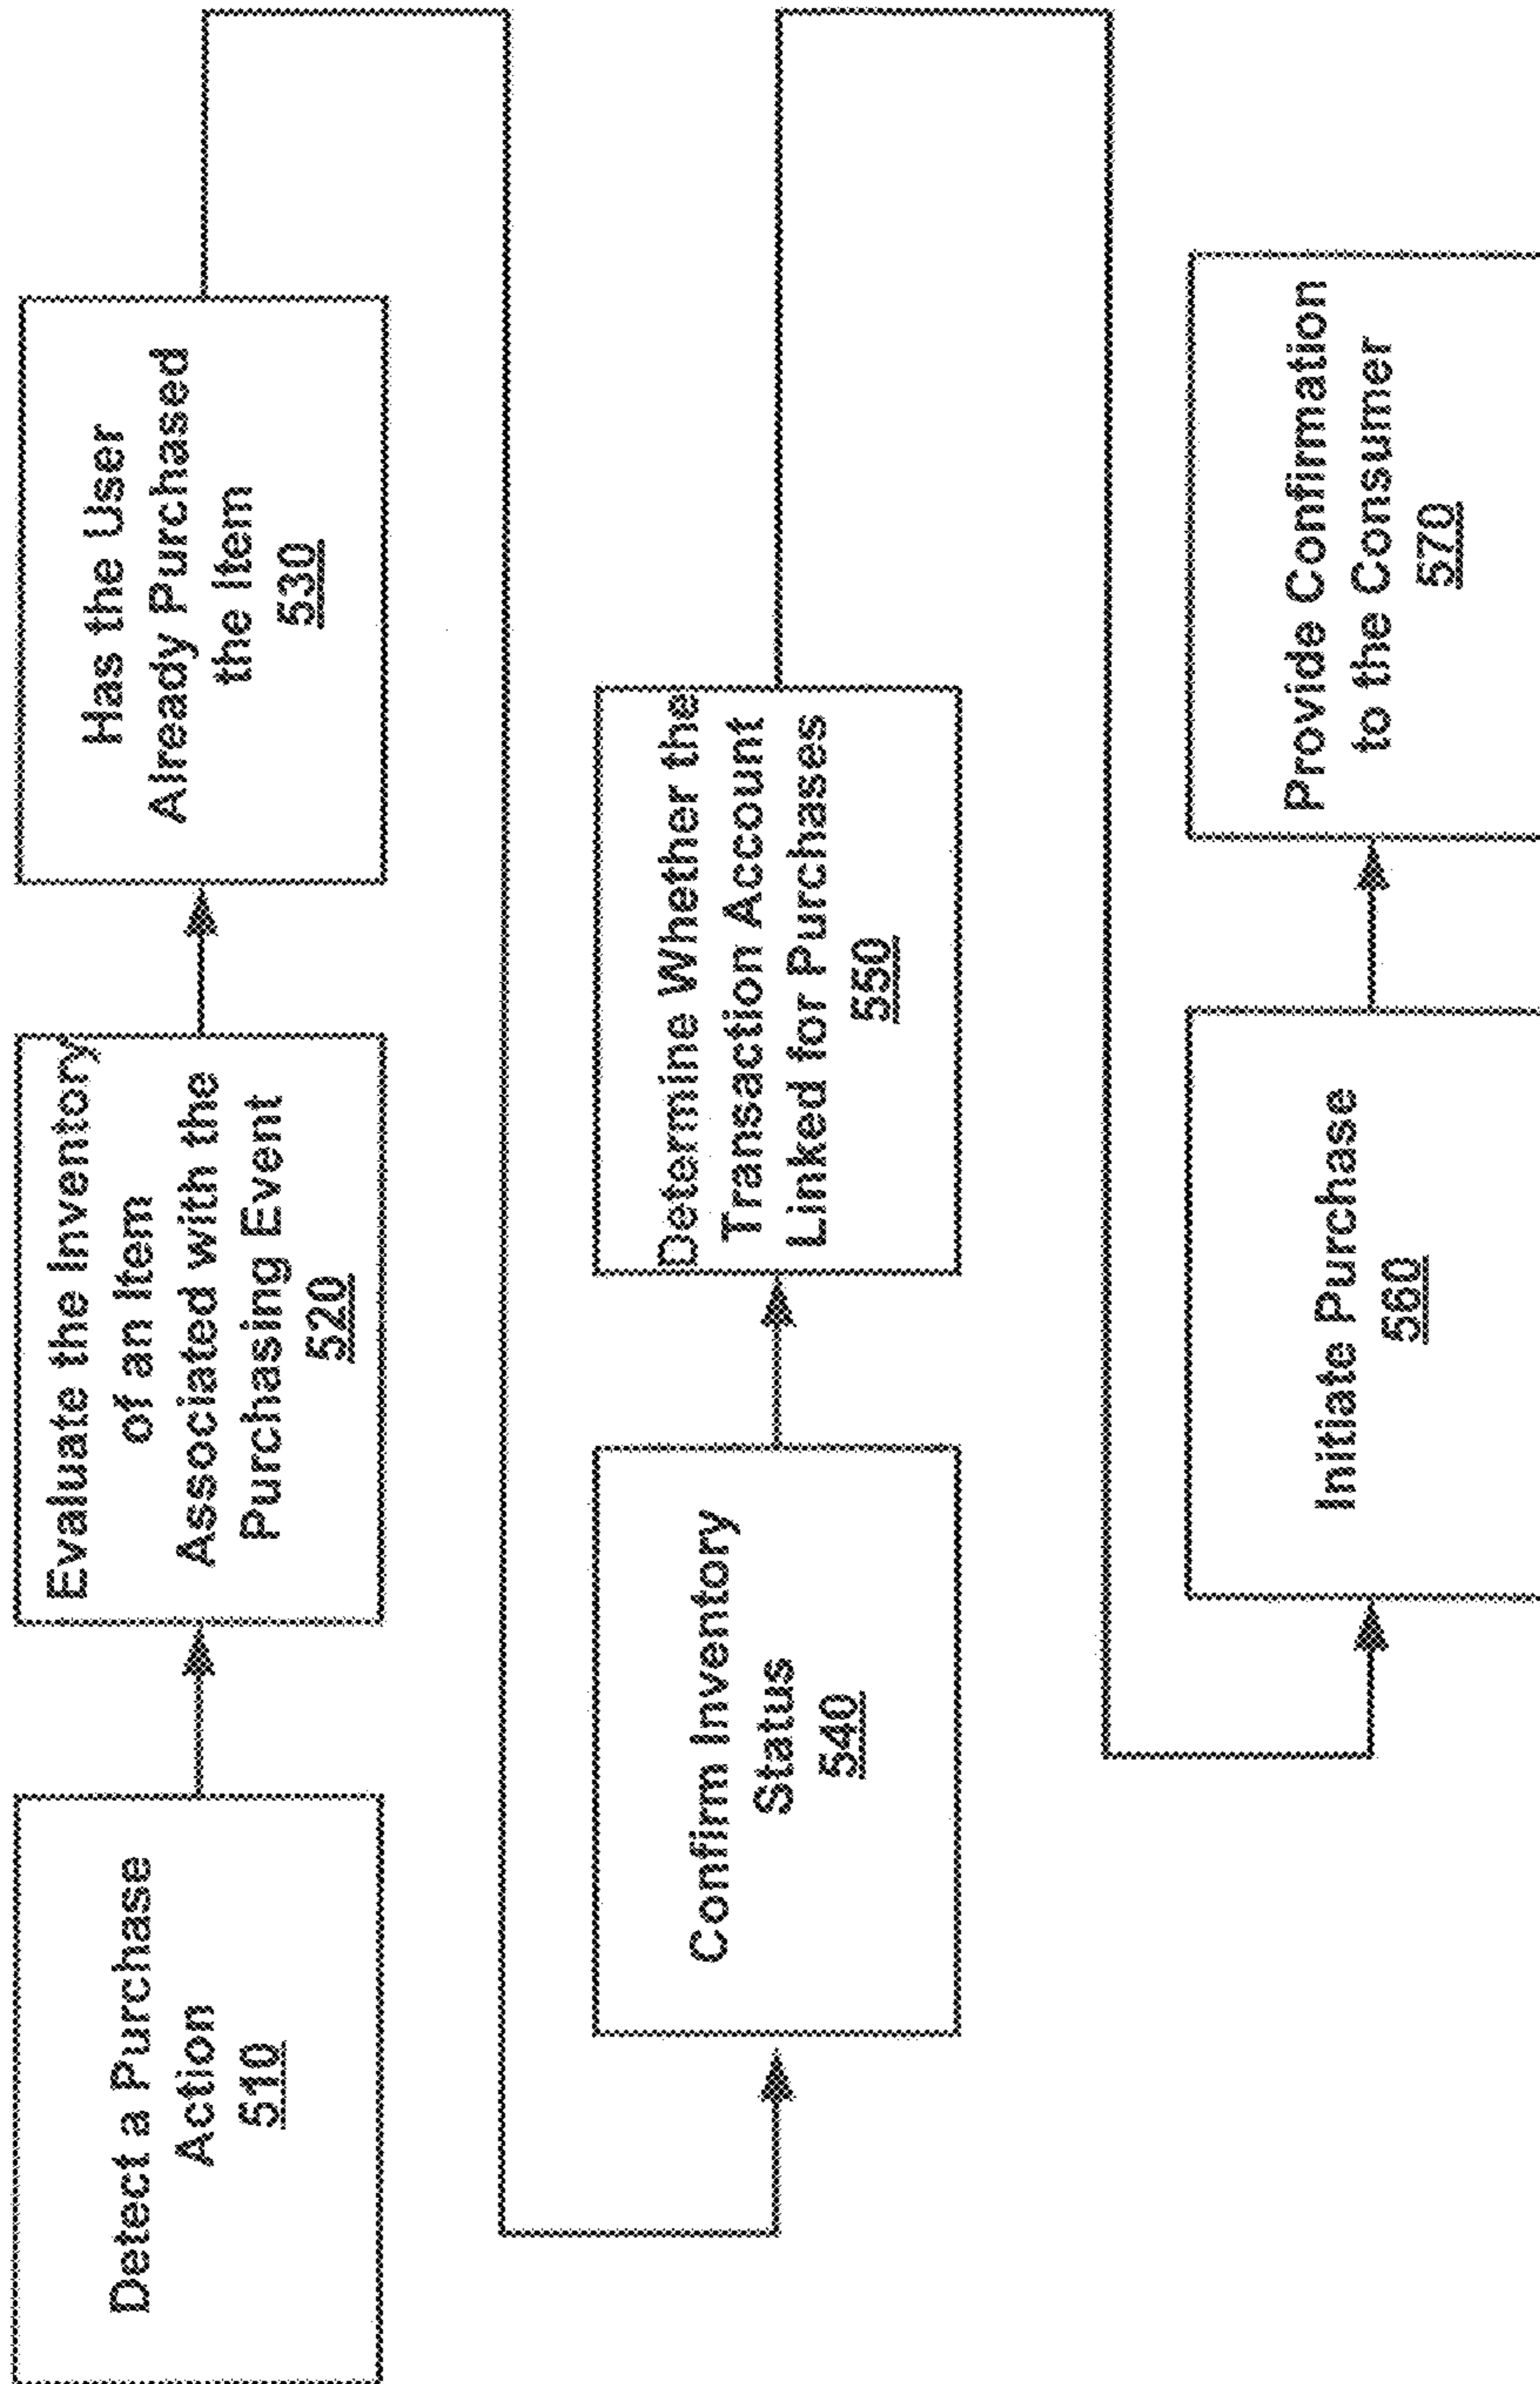 Detect a Purchase
Action
510
Evaluate the Inventory
of an Item
Associated with the
Purchasing Event
520
Has the User
Already Purchased
the Item
530
Confirm Inventory
Status
540
Determine Whether the
Transaction Account
Linked for Purchases
550
Initiate Purchase
560
Provide Confirmation
to the Consumer
570